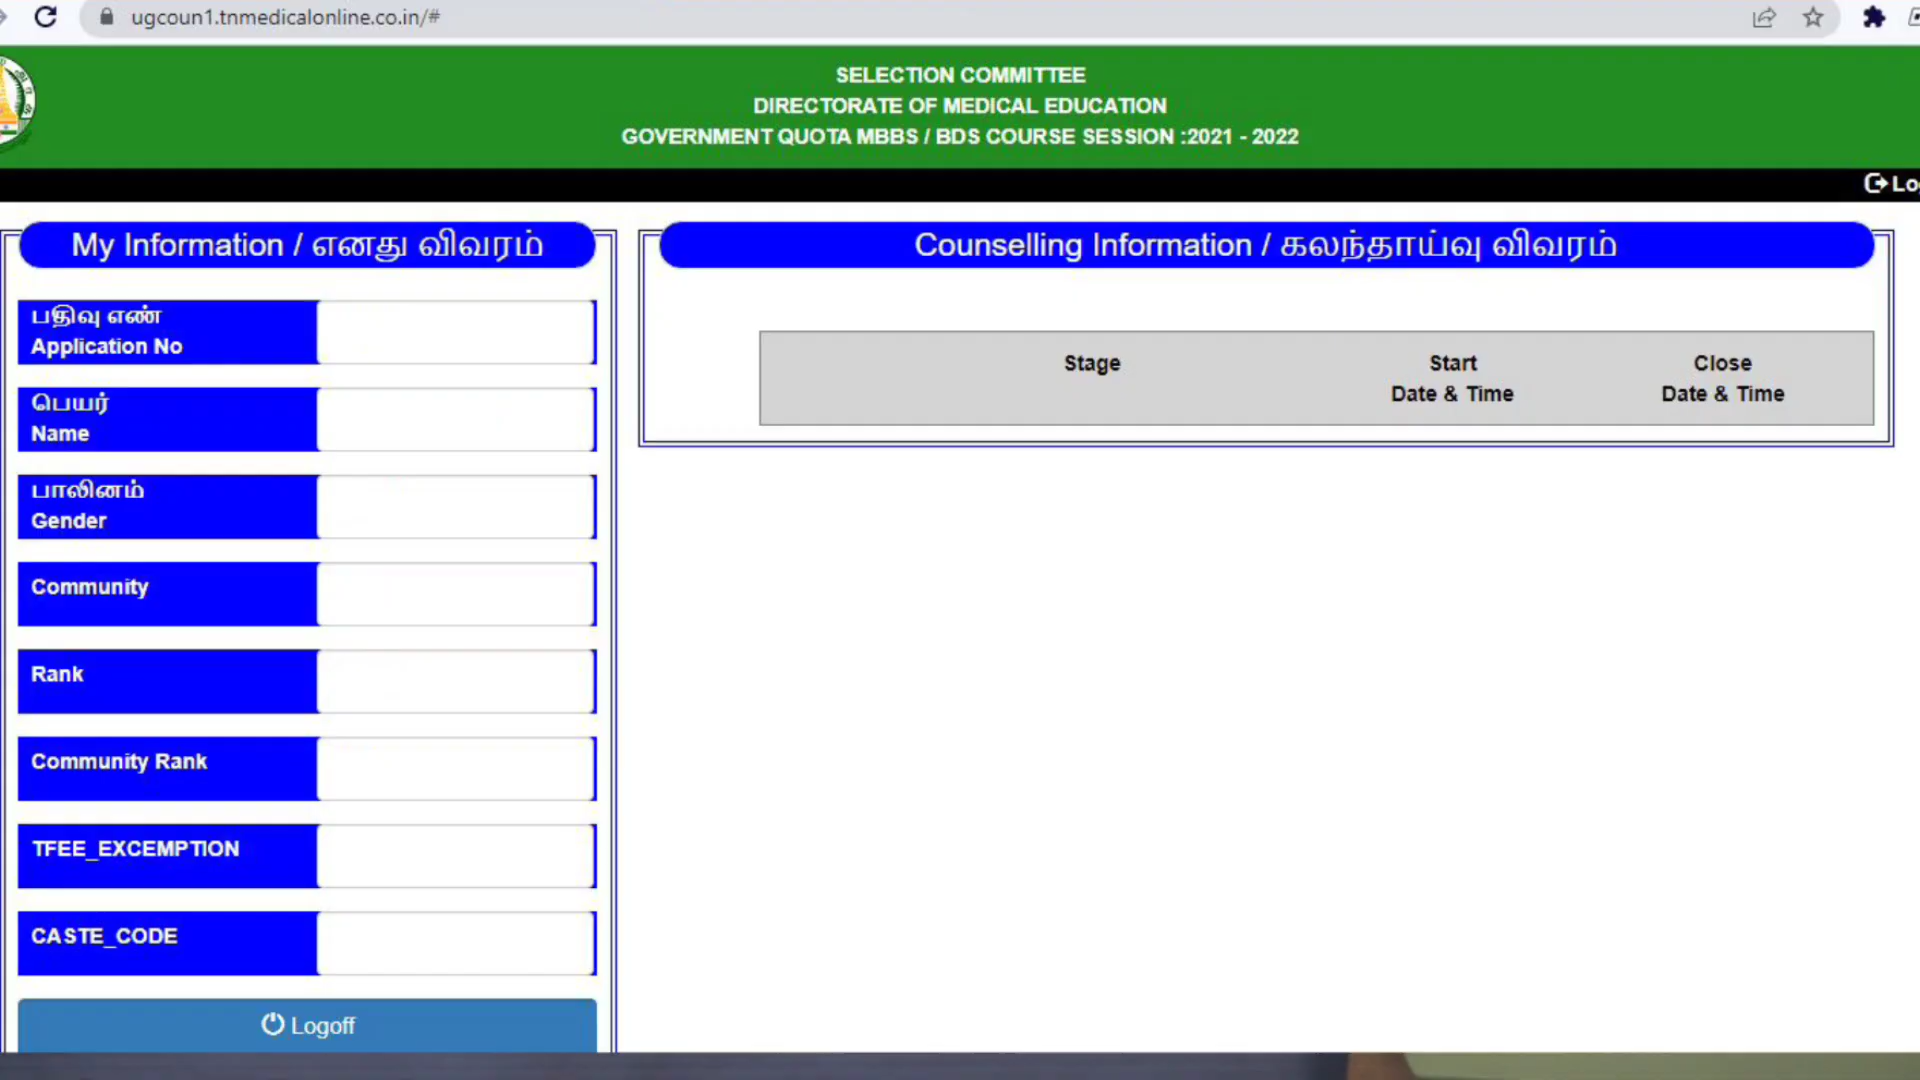 ugcoun1.tnmedicalonline.co.in/#
SELECTION COMMITTEE
DIRECTORATE OF MEDICAL EDUCATION
GOVERNMENT QUOTA MBBS / BDS COURSE SESSION :2021 - 2022
My Information / எனது விவரம்
பதிவு எண்
Application No
பெயர்
Name
பாலினம்
Gender
Community
Rank
Community Rank
TFEE_EXCEMPTION
CASTE_CODE
Logoff
Counselling Information / கலந்தாய்வு விவரம்
Stage
Start
Date & Time
Close
Date & Time